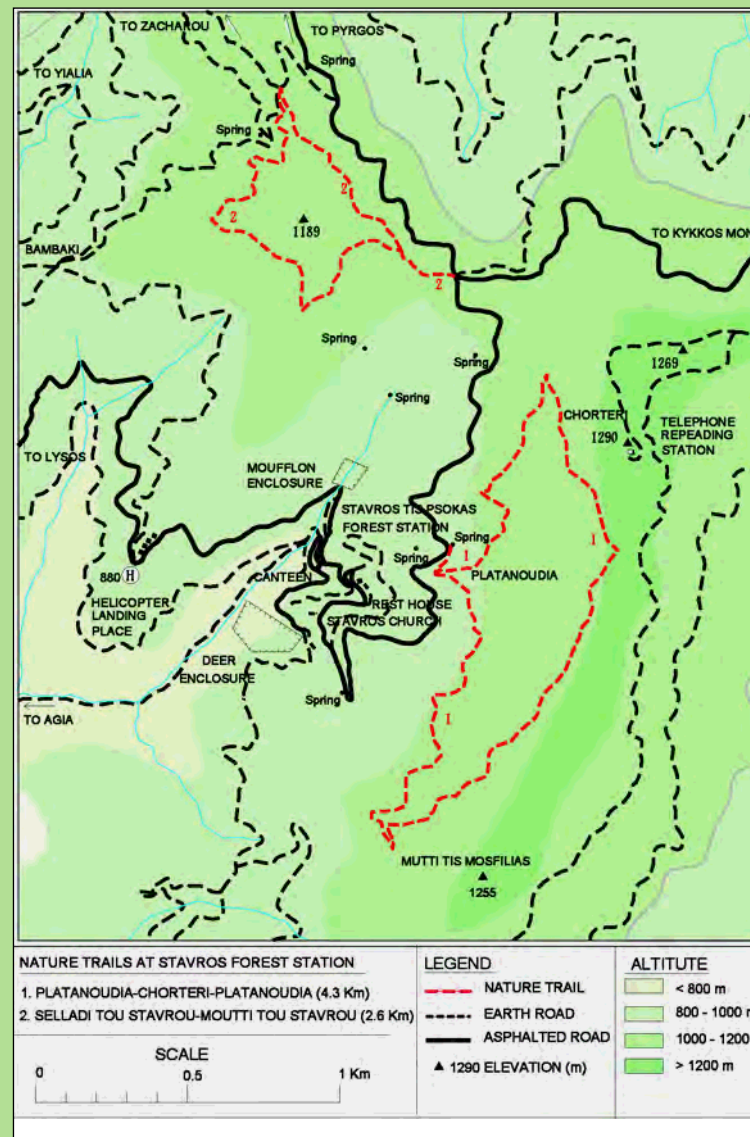 TO ZACHAROU
TO PYRGOS
Spring
TO YIALIA
Spring
2
2
1189
TO KYKKOS MON
BAMBAKI
2
Spring
Spring
1269
Spring
CHORTERI
1290
TELEPHONE
REPEADING
STATION
TO LYSOS
MOUFFLON
ENCLOSURE
STAVROS TIS PSOKAS
FOREST STATION
Spring
1
1
Spring
880 H
CANTEEN
PLATANOUDIA
HELICOPTER
LANDING
PLACE
REST HOUSE
STAVROS CHURCH
DEER
ENCLOSURE
Spring
TO AGIA
1
MUTTI TIS MOSFILIAS
1255
NATURE TRAILS AT STAVROS FOREST STATION
1. PLATANOUDIA-CHORTERI-PLATANOUDIA (4.3 Km)
2. SELLADI TOU STAVROU-MOUTTI TOU STAVROU (2.6 Km)
SCALE
0 0.5 1 Km
LEGEND
NATURE TRAIL
EARTH ROAD
ASPHALTED ROAD
1290 ELEVATION (m)
ALTITUTE
< 800 m
800 - 1000 m
1000 - 1200
> 1200 m